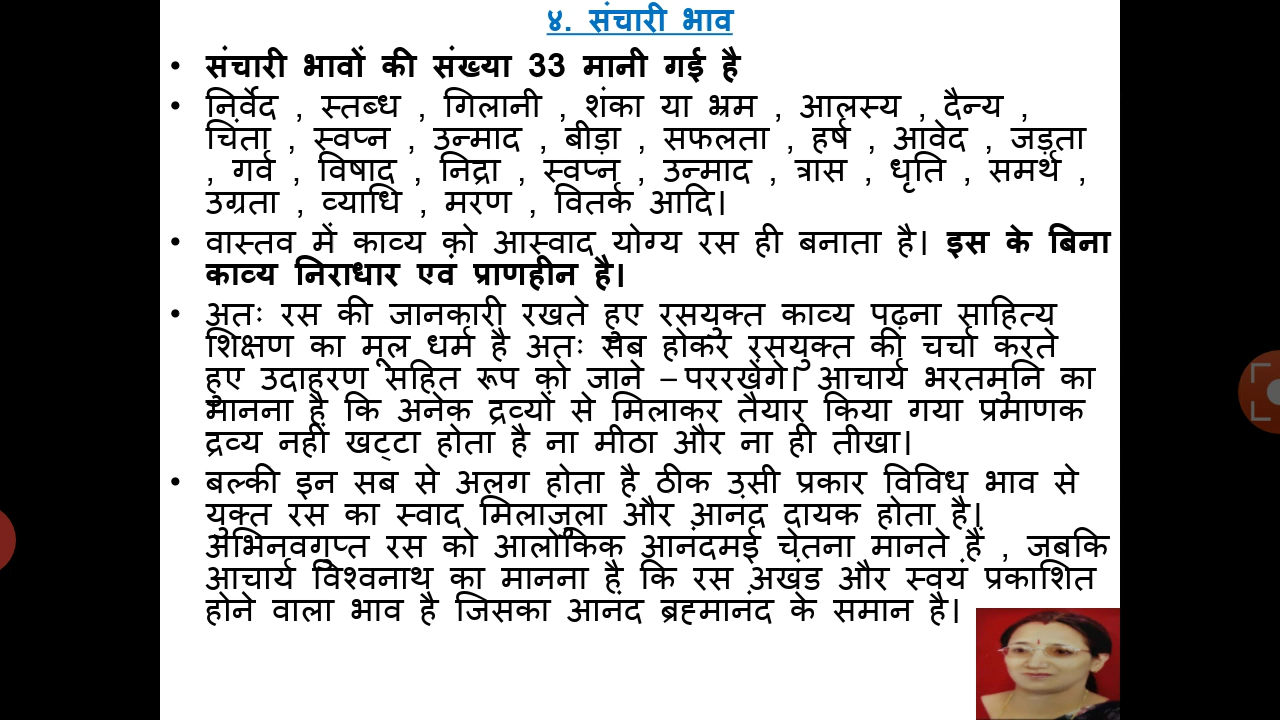 ४. संचारी भाव
• संचारी भावों की संख्या 33 मानी गई है
• निर्वेद , स्तब्ध , गिलानी , शंका या भ्रम , आलस्य , दैन्य ,
चिंता , स्वप्न , उन्माद , बीड़ा , सफलता , हर्ष , आवेद , जड़ता
, गर्व , विषाद , निद्रा , स्वप्न , उन्माद , त्रास , धृति , समर्थ ,
उग्रता , व्याधि , मरण , वितर्क आदि।
• वास्तव में काव्य को आस्वाद योग्य रस ही बनाता है। इस के बिना
काव्य निराधार एवं प्राणहीन है।
• अतः रस की जानकारी रखते हुए रसयुक्त काव्य पढ़ना साहित्य
शिक्षण का मूल धर्म है अतः सब होकर रसयुक्त की चर्चा करते
हुए उदाहरण सहित रूप को जाने – पररखेंगे। आचार्य भरतमुनि का
मानना है कि अनेक द्रव्यों से मिलाकर तैयार किया गया प्रमाणक
द्रव्य नहीं खट्टा होता है ना मीठा और ना ही तीखा।
• बल्की इन सब से अलग होता है ठीक उसी प्रकार विविध भाव से
युक्त रस का स्वाद मिलाजुला और आनंद दायक होता है।
अभिनवगुप्त रस को आलोकिक आनंदमई चेतना मानते हैं , जबकि
आचार्य विश्वनाथ का मानना है कि रस अखंड और स्वयं प्रकाशित
होने वाला भाव है जिसका आनंद ब्रह्मानंद के समान है।